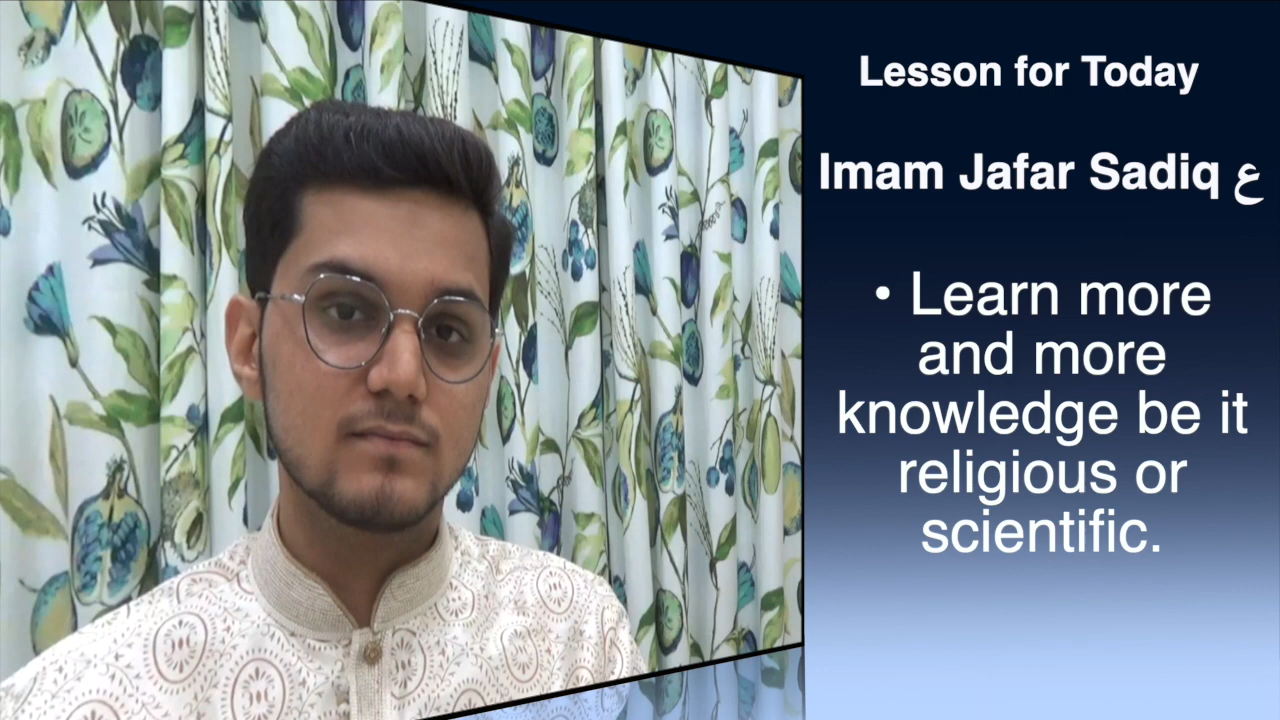 Lesson for Today
Imam Jafar Sadiq ع
• Learn more
and more
knowledge be it
religious or
scientific.